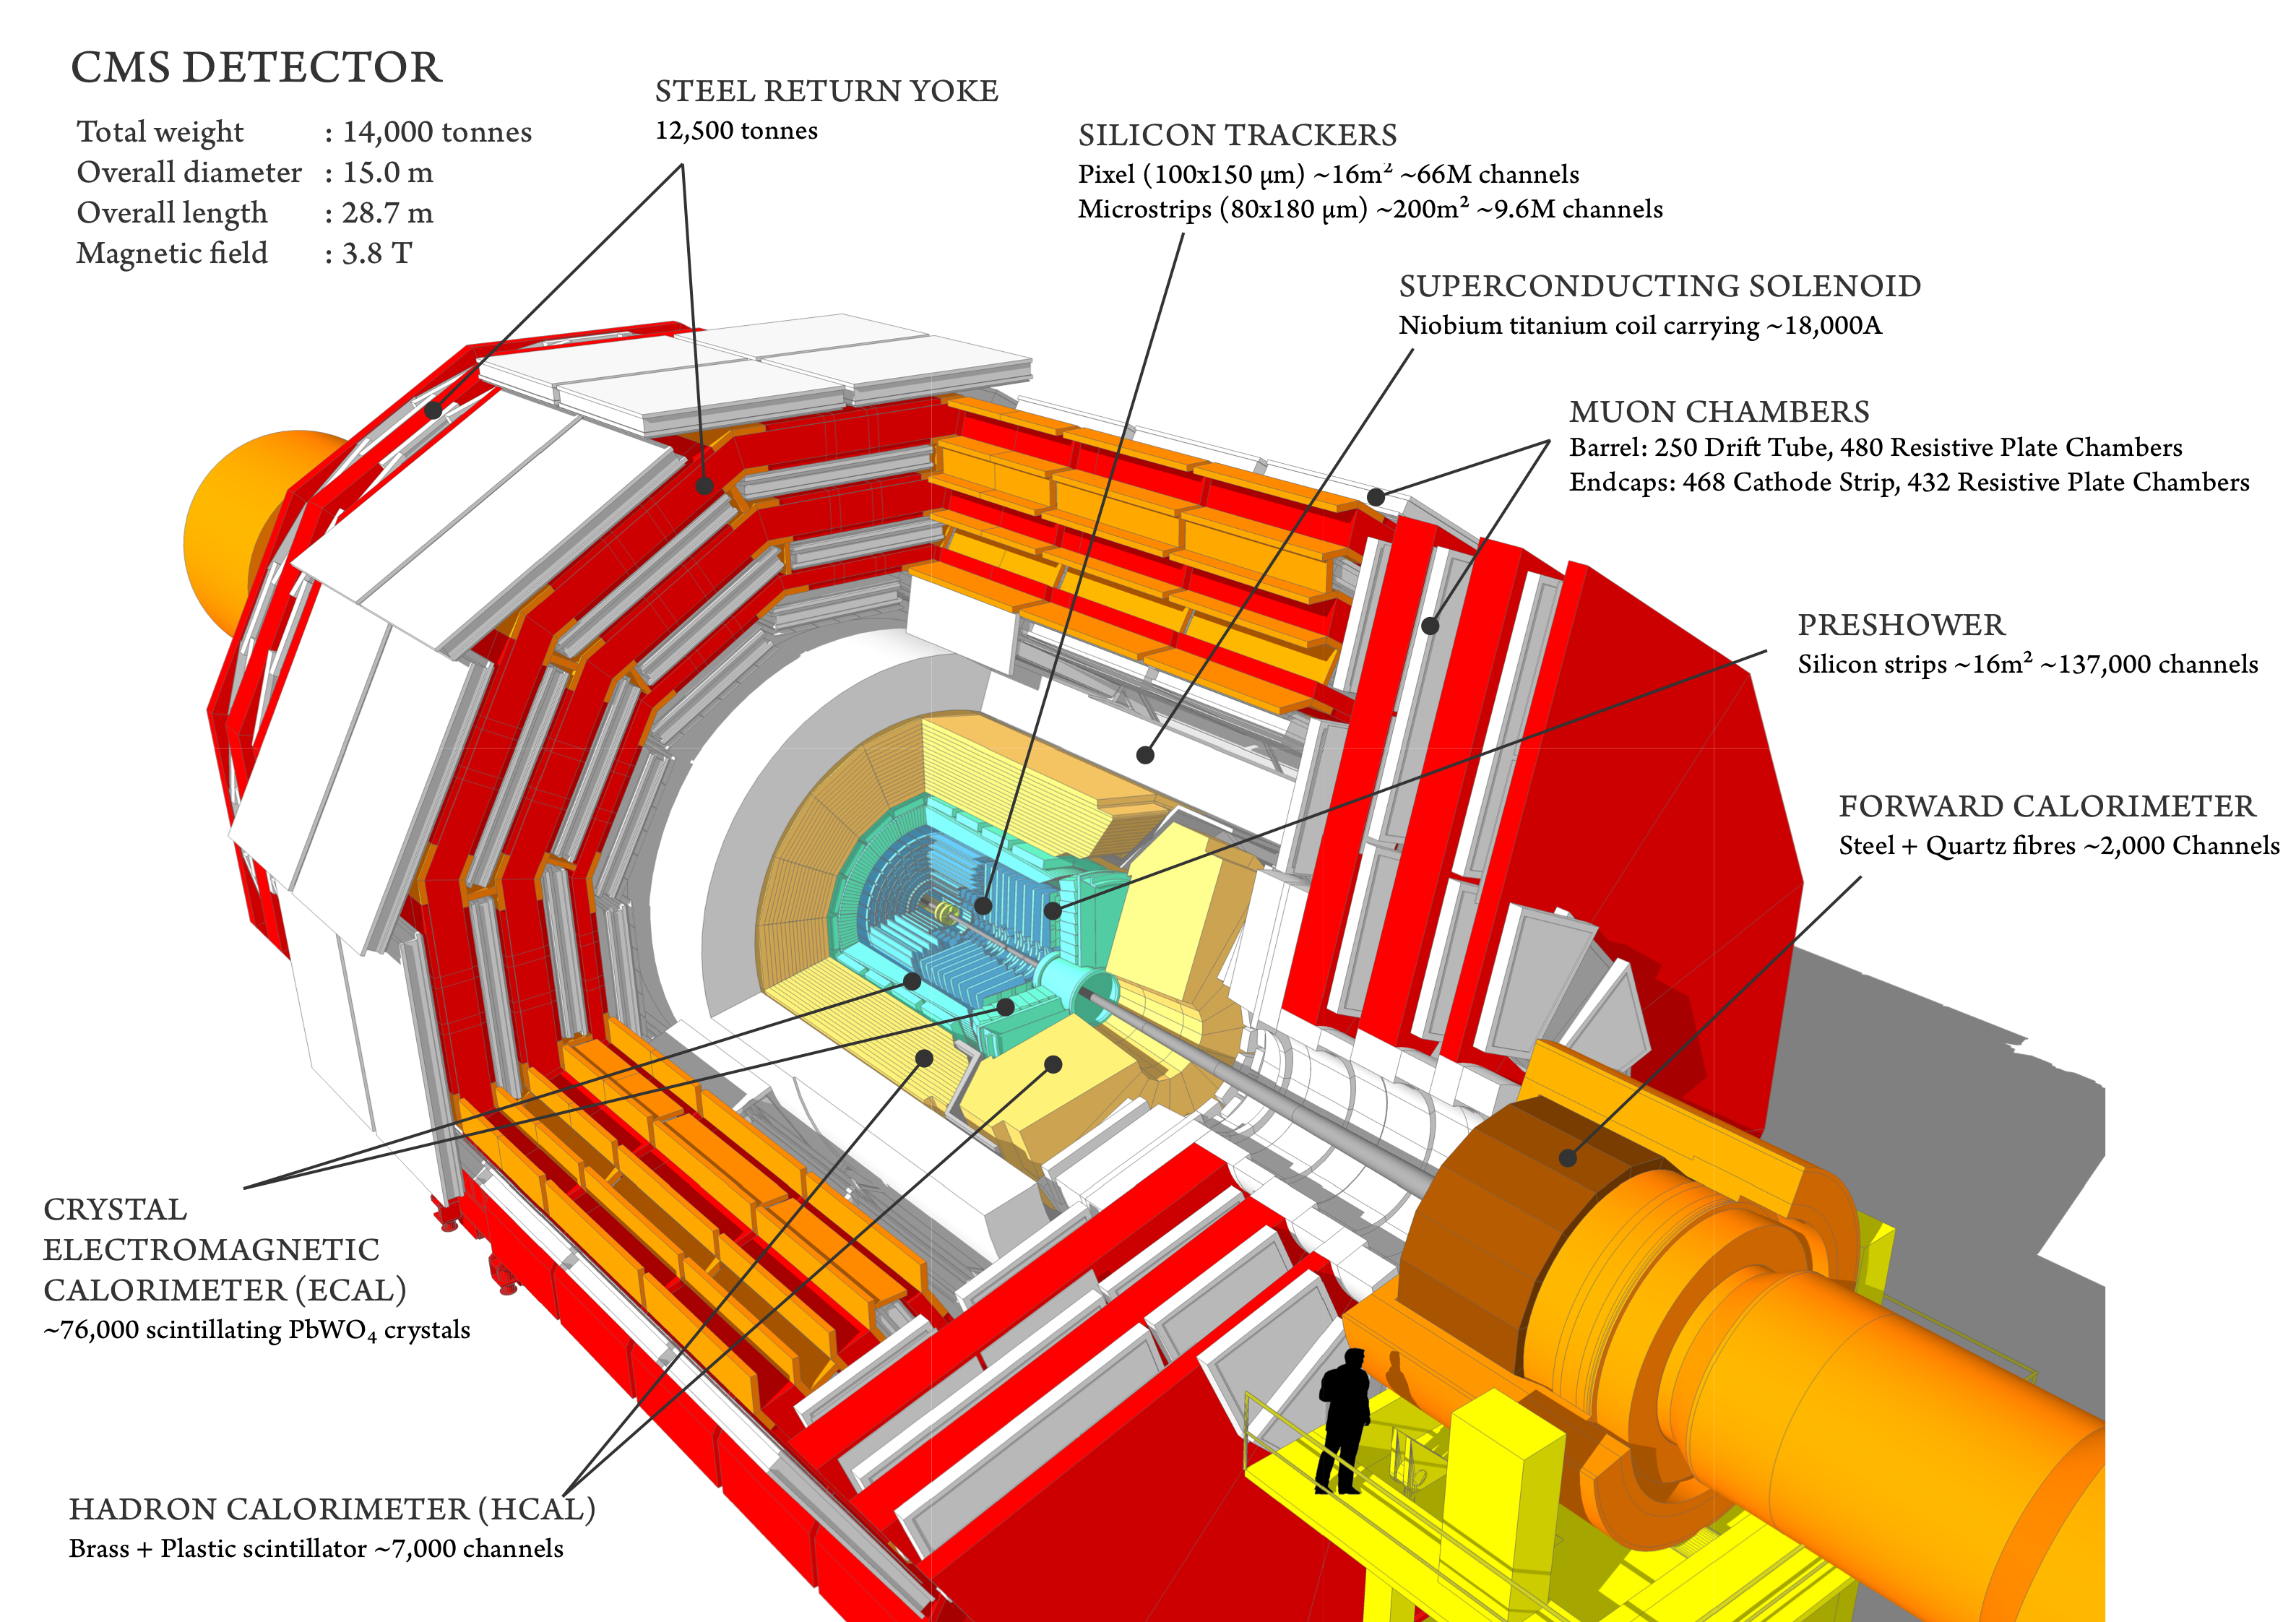 CMS DETECTOR
Total weight : 14,000 tonnes
Overall diameter : 15.0 m
Overall length : 28.7 m
Magnetic field : 3.8 T
STEEL RETURN YOKE
12,500 tonnes
SILICON TRACKERS
Pixel (100x150 μm) ~16m² ~66M channels
Microstrips (80x180 μm) ~200m² ~9.6M channels
SUPERCONDUCTING SOLENOID
Niobium titanium coil carrying ~18,000A
MUON CHAMBERS
Barrel: 250 Drift Tube, 480 Resistive Plate Chambers
Endcaps: 468 Cathode Strip, 432 Resistive Plate Chambers
PRESHOWER
Silicon strips ~16m² ~137,000 channels
FORWARD CALORIMETER
Steel + Quartz fibres ~2,000 Channels
CRYSTAL
ELECTROMAGNETIC
CALORIMETER (ECAL)
~76,000 scintillating PbWO₄ crystals
HADRON CALORIMETER (HCAL)
Brass + Plastic scintillator ~7,000 channels